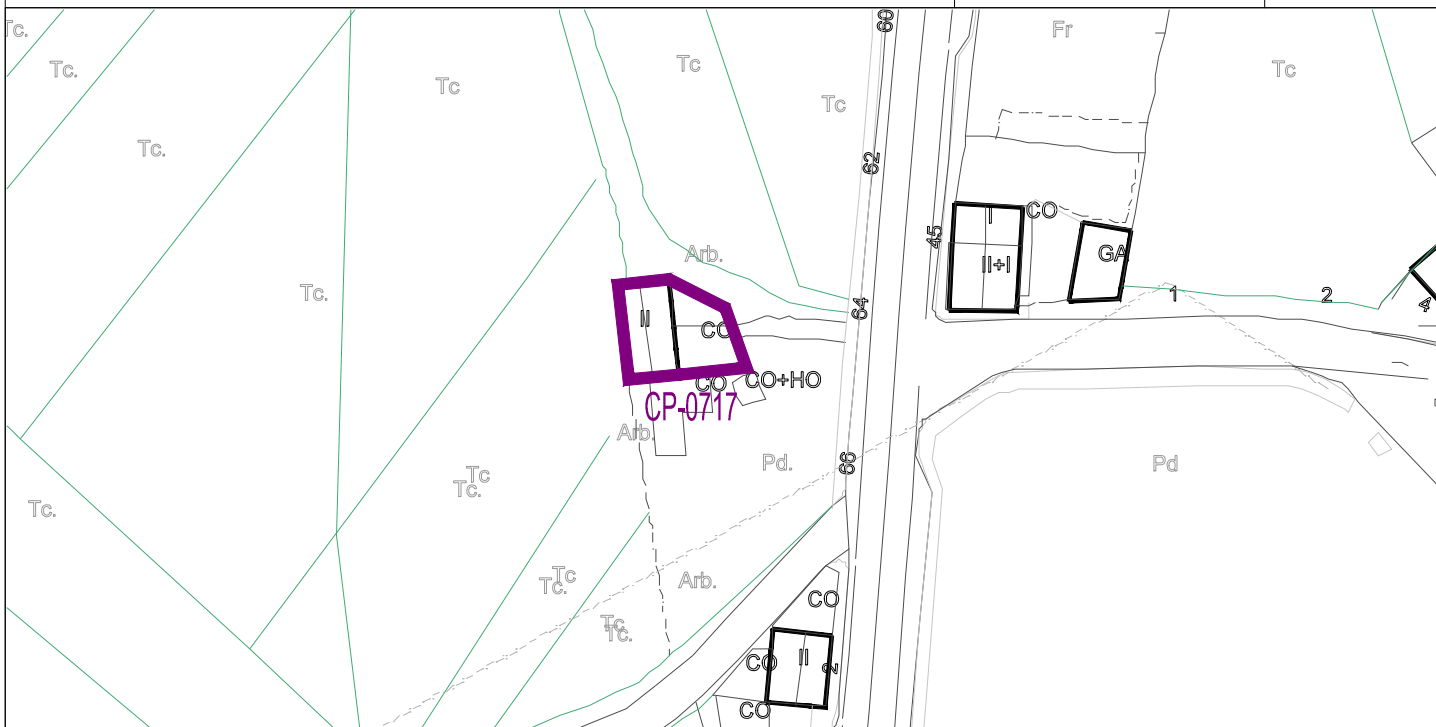 Tc.
Tc.
Tc
Tc
Tc
60
Fr
Tc
Tc.
62
Arb.
45
I
CO
II+I
GA
Tc.
1
2
4
64
II
CO
CO
CO+HO
CP-0717
Arb.
Pd.
66
Pd
Tc
Tc.
Tc.
Tc
Tc.
Arb.
CO
Tc.
Tc.
CO
II
2
CO